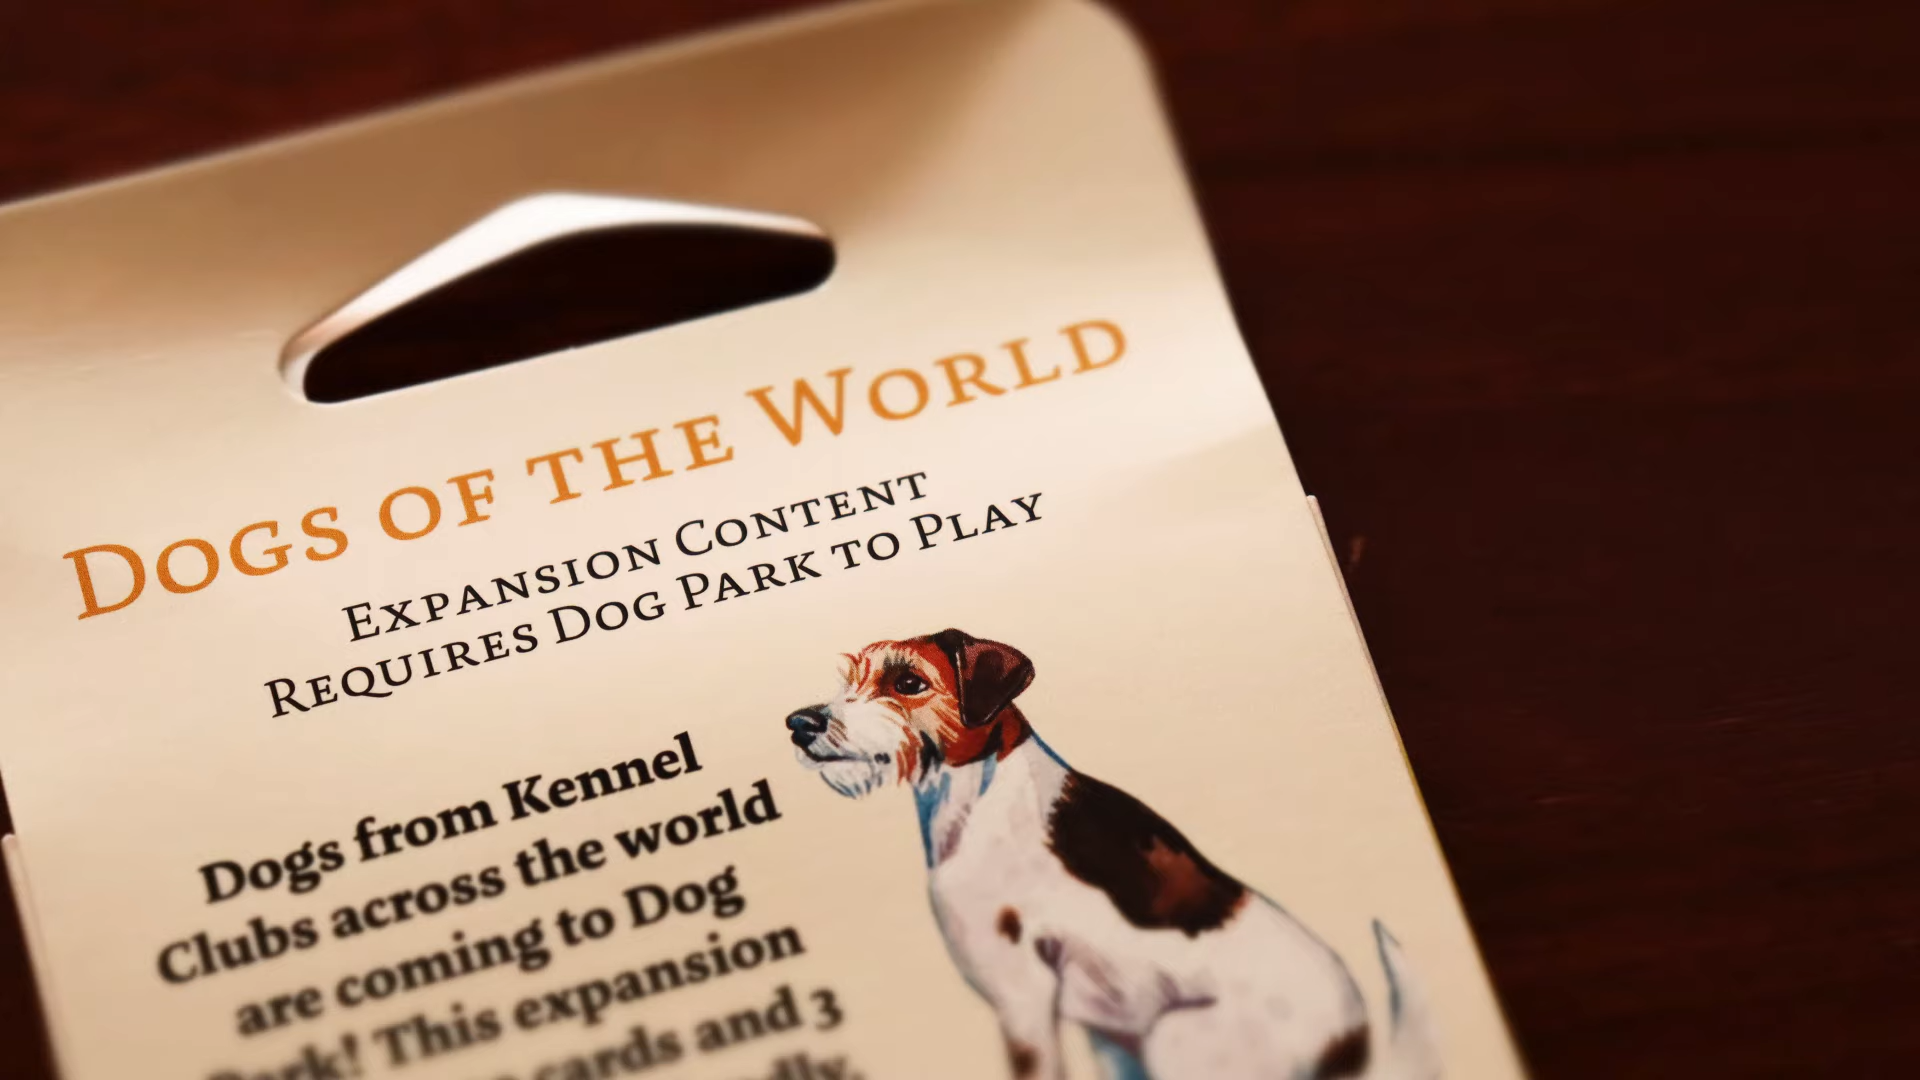 Dogs of the World
Expansion Content
Requires Dog Park to Play
Dogs from Kennel
Clubs across the world
are coming to Dog
Park! This expansion
cards and 3